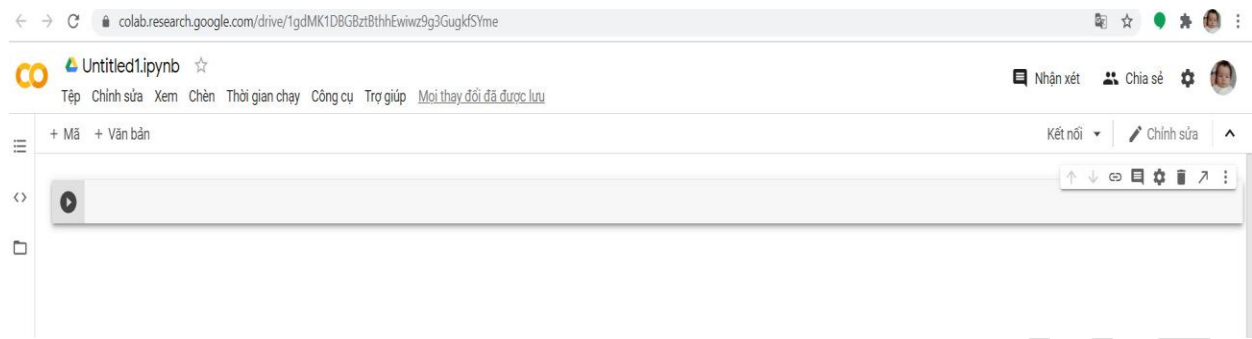 colab.research.google.com/drive/1gdMK1DBGBztBthhEwiwz9g3GugkfSYme
CO Untitled1.ipynb
Nhận xét Chia sẻ
Tệp Chỉnh sửa Xem Chèn Thời gian chạy Công cụ Trợ giúp Mọi thay đổi đã được lưu
+ Mã + Văn bản Kết nối Chỉnh sửa